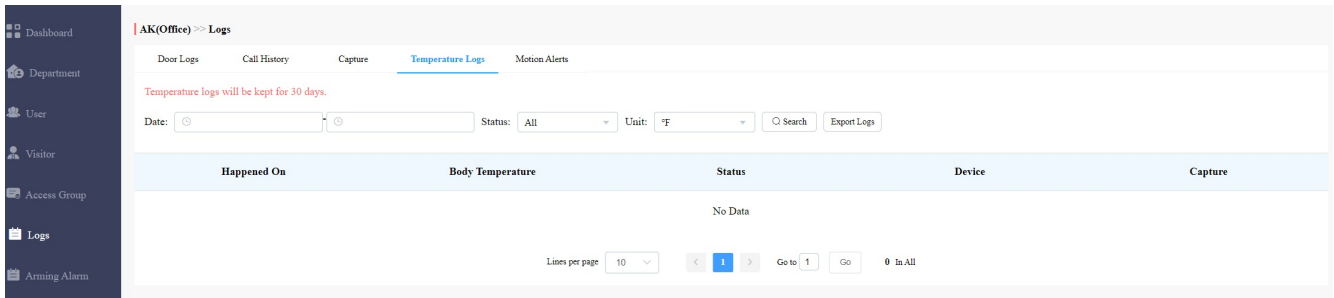 Dashboard
Department
User
Visitor
Access Group
Logs
Arming Alarm
AK(Office) >> Logs
Door Logs Call History Capture Temperature Logs Motion Alerts
Temperature logs will be kept for 30 days.
Date: - Status: All Unit: °F Search Export Logs
Happened On Body Temperature Status Device Capture
No Data
Lines per page 10 < 1 > Go to 1 Go 0 In All